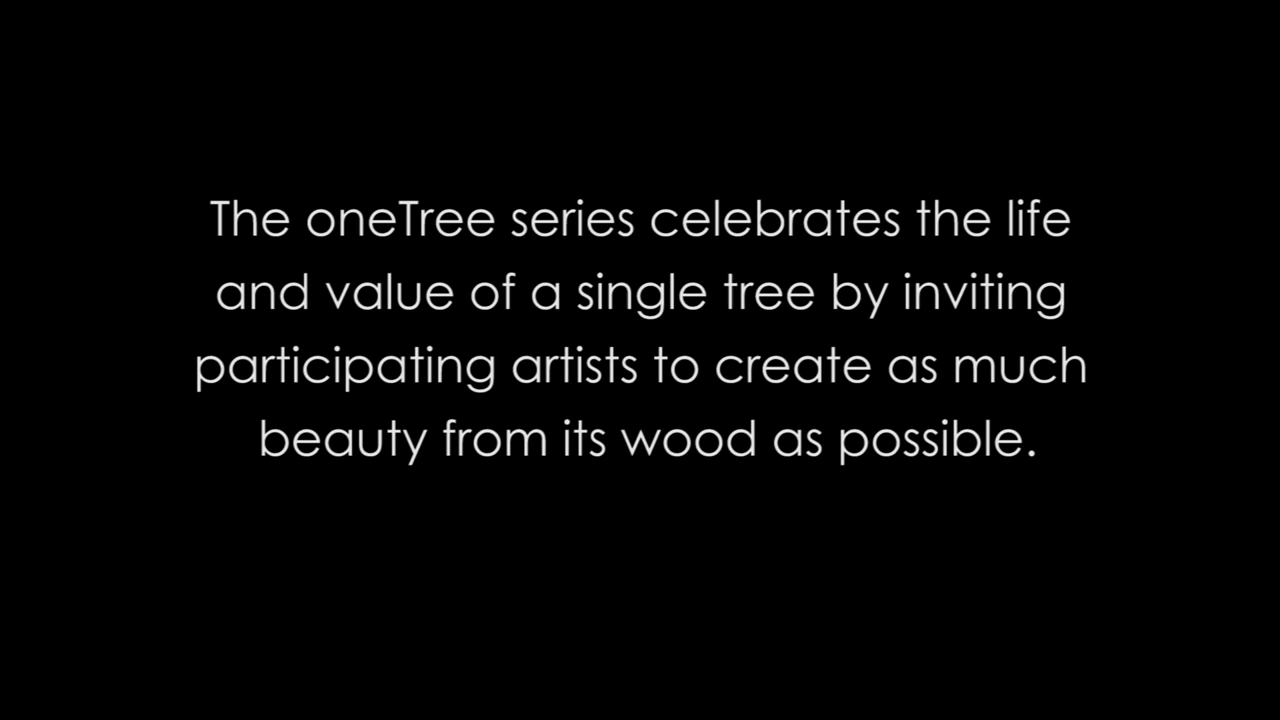 The oneTree series celebrates the life
and value of a single tree by inviting
participating artists to create as much
beauty from its wood as possible.